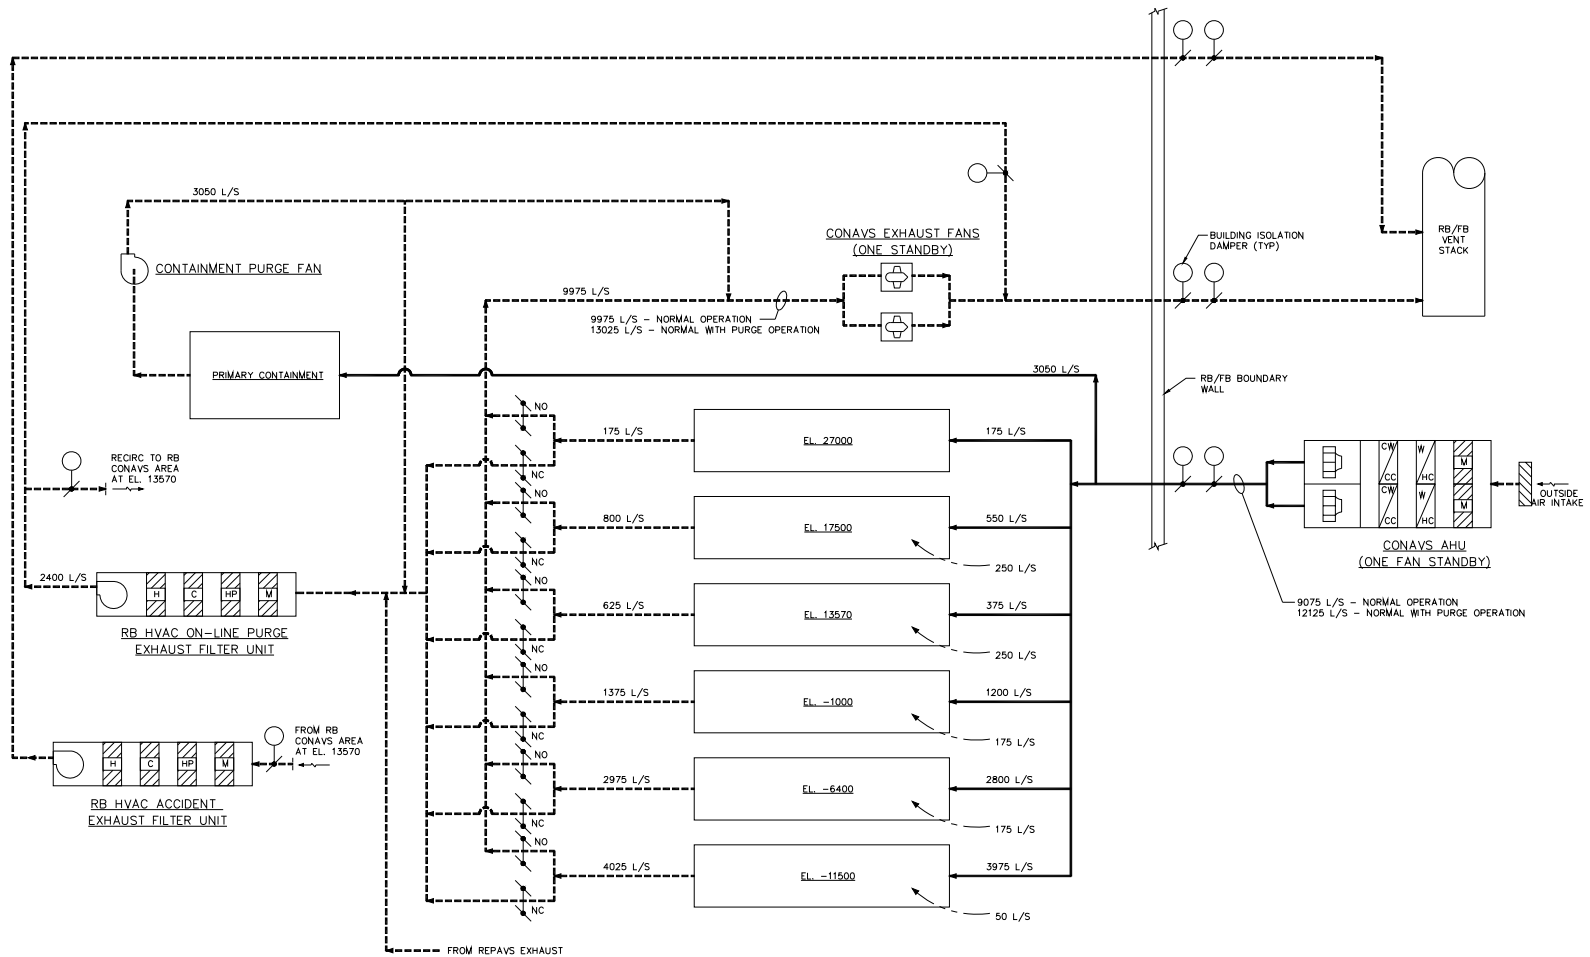 3050 L/S
CONTAINMENT PURGE FAN
CONAVS EXHAUST FANS
(ONE STANDBY)
BUILDING ISOLATION
DAMPER (TYP)
RB/FB
VENT
STACK
9975 L/S
9975 L/S - NORMAL OPERATION
13025 L/S - NORMAL WITH PURGE OPERATION
PRIMARY CONTAINMENT
3050 L/S
RB/FB BOUNDARY
WALL
NO
175 L/S
EL. 27000
175 L/S
NC
RECIRC TO RB
CONAVS AREA
AT EL. 13570
CW
CC
W
HC
M
CW
CC
W
HC
M
OUTSIDE
AIR INTAKE
CONAVS AHU
(ONE FAN STANDBY)
NO
800 L/S
EL. 17500
550 L/S
250 L/S
NC
2400 L/S
H
C
HP
M
RB HVAC ON-LINE PURGE
EXHAUST FILTER UNIT
NO
625 L/S
EL. 13570
375 L/S
250 L/S
NC
9075 L/S - NORMAL OPERATION
12125 L/S - NORMAL WITH PURGE OPERATION
NO
1375 L/S
EL. -1000
1200 L/S
175 L/S
NC
FROM RB
CONAVS AREA
AT EL. 13570
H
C
HP
M
RB HVAC ACCIDENT
EXHAUST FILTER UNIT
NO
2975 L/S
EL. -6400
2800 L/S
175 L/S
NC
NO
4025 L/S
EL. -11500
3975 L/S
50 L/S
NC
FROM REPAVS EXHAUST